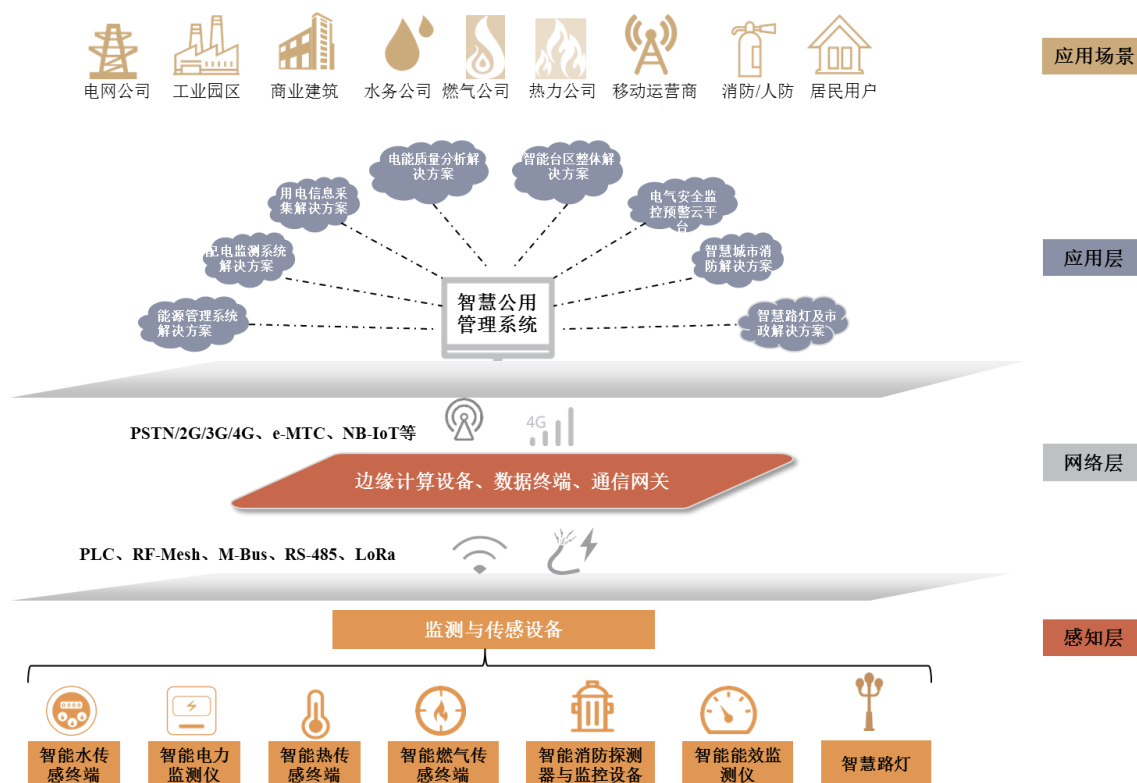 电网公司
工业园区
商业建筑
水务公司
燃气公司
热力公司
移动运营商
消防/人防
居民用户
应用场景
电能质量分析解
决方案
智能台区整体解
决方案
用电信息采
集解决方案
电气安全监
控预警云平
台
配电监测系统
解决方案
智慧城市消
防解决方案
应用层
能源管理系统
解决方案
智慧公用
管理系统
智慧路灯及市
政解决方案
4G
PSTN/2G/3G/4G、e-MTC、NB-IoT等
网络层
边缘计算设备、数据终端、通信网关
PLC、RF-Mesh、M-Bus、RS-485、LoRa
监测与传感设备
感知层
智能水传
感终端
智能电力
监测仪
智能热传
感终端
智能燃气传
感终端
智能消防探测
器与监控设备
智能能效监
测仪
智慧路灯